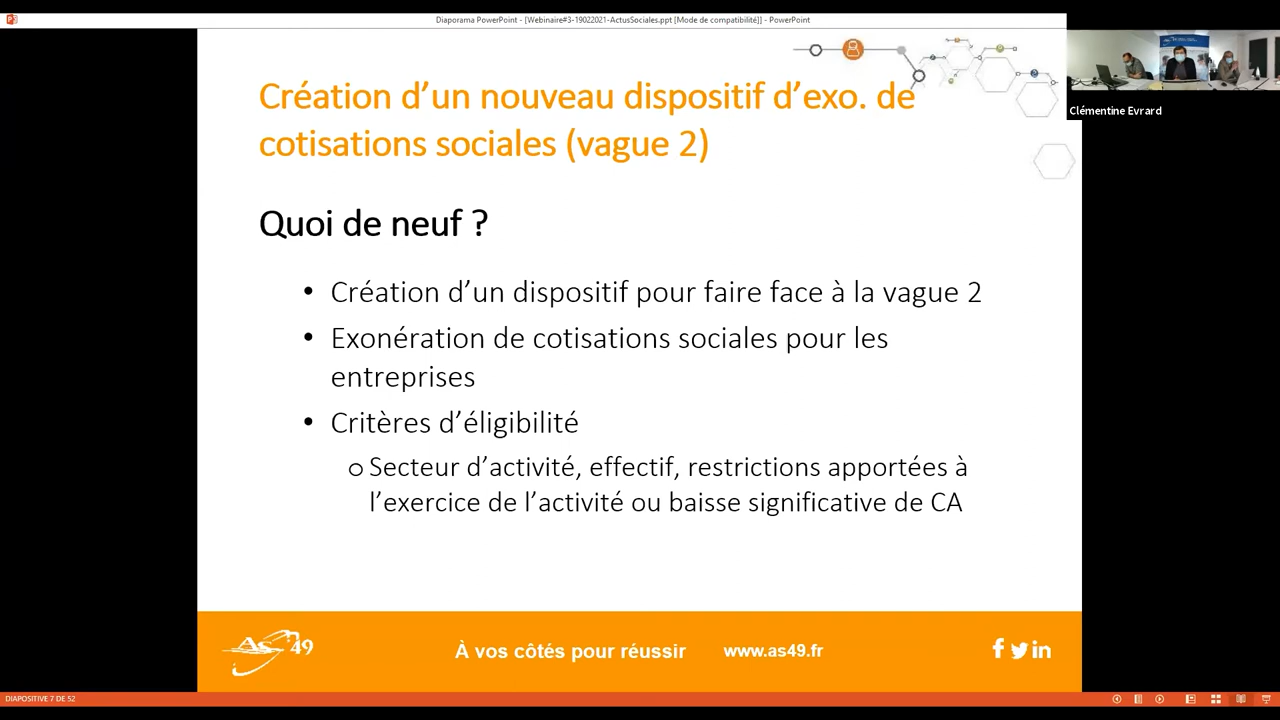 Diaporama PowerPoint - [Webinaire#3-19022021-ActusSociales.ppt [Mode de compatibilité]] - PowerPoint
Clémentine Evrard
Création d’un nouveau dispositif d’exo. de
cotisations sociales (vague 2)
Quoi de neuf ?
• Création d’un dispositif pour faire face à la vague 2
• Exonération de cotisations sociales pour les
entreprises
• Critères d’éligibilité
o Secteur d’activité, effectif, restrictions apportées à
l’exercice de l’activité ou baisse significative de CA
As 49
À vos côtés pour réussir
www.as49.fr
DIAPOSITIVE 7 DE 52